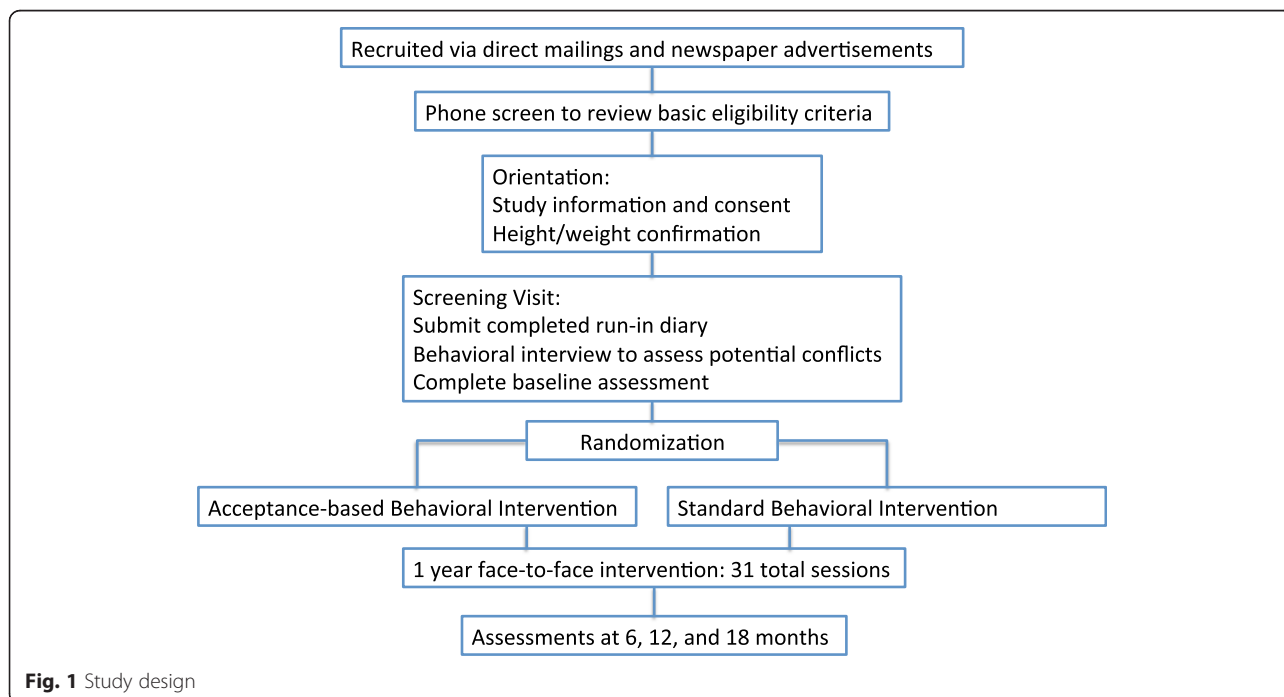 Recruited via direct mailings and newspaper advertisements
Phone screen to review basic eligibility criteria
Orientation:
Study information and consent
Height/weight confirmation
Screening Visit:
Submit completed run-in diary
Behavioral interview to assess potential conflicts
Complete baseline assessment
Randomization
Acceptance-based Behavioral Intervention
Standard Behavioral Intervention
1 year face-to-face intervention: 31 total sessions
Assessments at 6, 12, and 18 months
Fig. 1 Study design